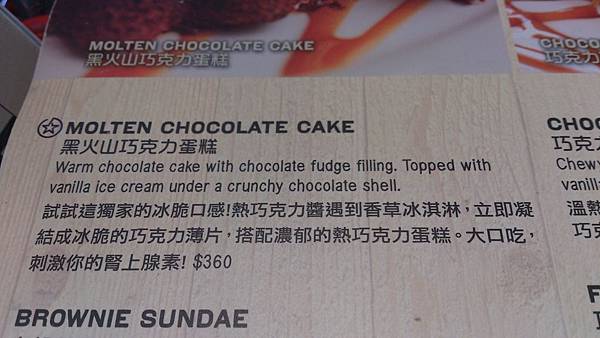 MOLTEN CHOCOLATE CAKE
黑火山巧克力蛋糕
MOLTEN CHOCOLATE CAKE
黑火山巧克力蛋糕
Warm chocolate cake with chocolate fudge filling. Topped with
vanilla ice cream under a crunchy chocolate shell.
試試這獨家的冰脆口感!熱巧克力醬遇到香草冰淇淋，立即凝
結成冰脆的巧克力薄片，搭配濃郁的熱巧克力蛋糕。大口吃，
刺激你的腎上腺素! $360
BROWNIE SUNDAE
CHOCO
巧克力
CHOC
巧克
Chewy
vanill
溫熱
巧克
F